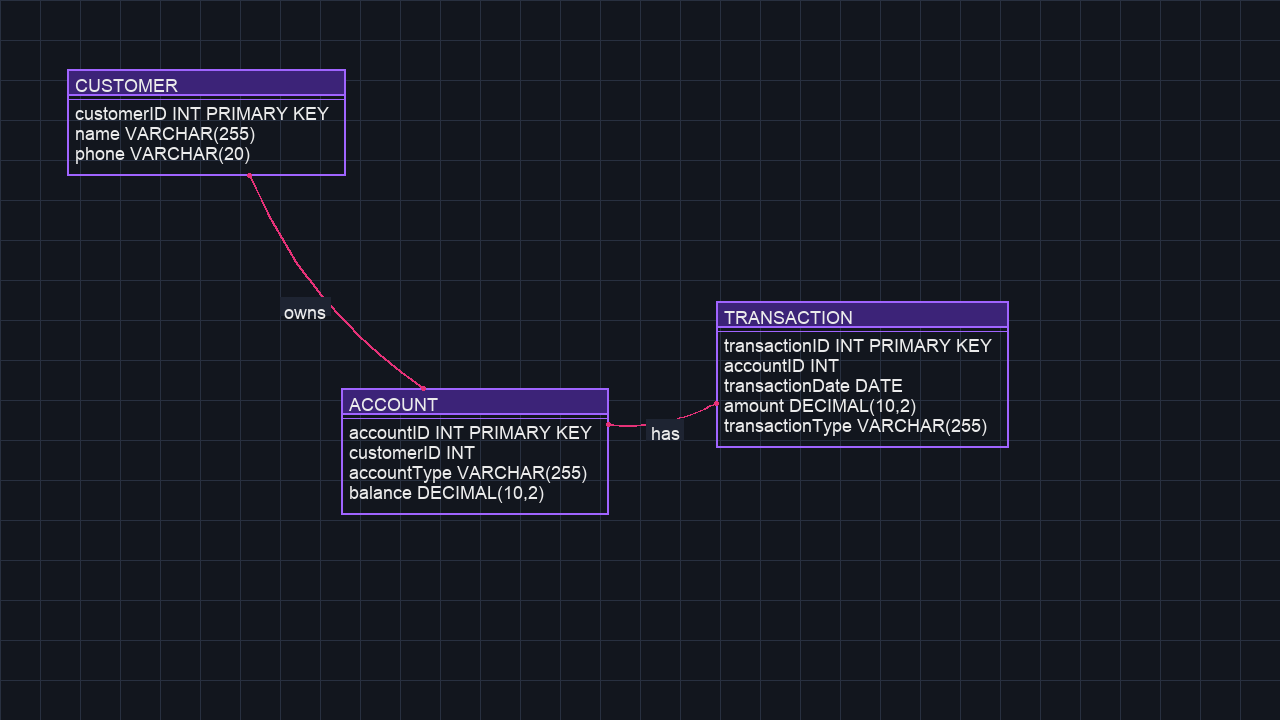 CUSTOMER
customerID INT PRIMARY KEY
name VARCHAR(255)
phone VARCHAR(20)
owns
ACCOUNT
accountID INT PRIMARY KEY
customerID INT
accountType VARCHAR(255)
balance DECIMAL(10,2)
has
TRANSACTION
transactionID INT PRIMARY KEY
accountID INT
transactionDate DATE
amount DECIMAL(10,2)
transactionType VARCHAR(255)